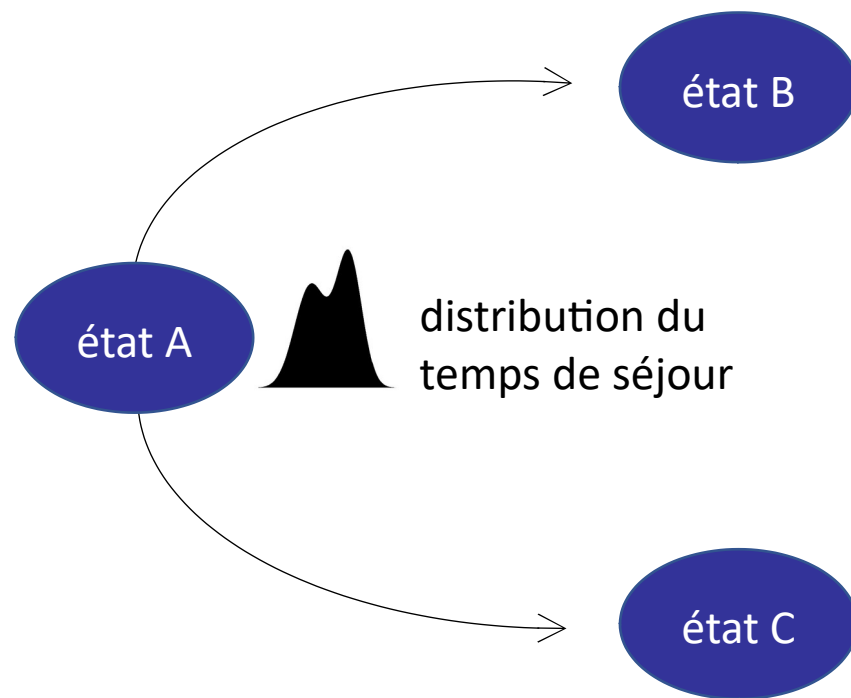 état B
état A
distribution du
temps de séjour
état C